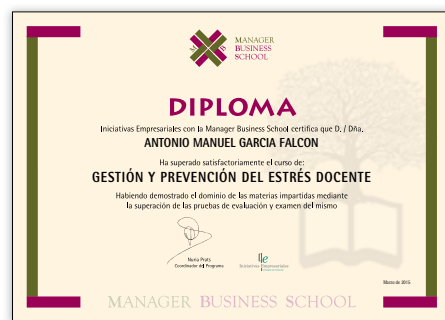 MANAGER
BUSINESS
SCHOOL
M B
DIPLOMA
Iniciativas Empresariales con la Manager Business School certifica que D. / Dña.
ANTONIO MANUEL GARCIA FALCON
Ha superado satisfactoriamente el curso de:
GESTIÓN Y PREVENCIÓN DEL ESTRÉS DOCENTE
Habiendo demostrado el dominio de las materias impartidas mediante
la superación de las pruebas de evaluación y examen del mismo
Nuria Prats
Coordinador del Programa
Iniciativas Empresariales
Marzo de 2015
MANAGER BUSINESS SCHOOL